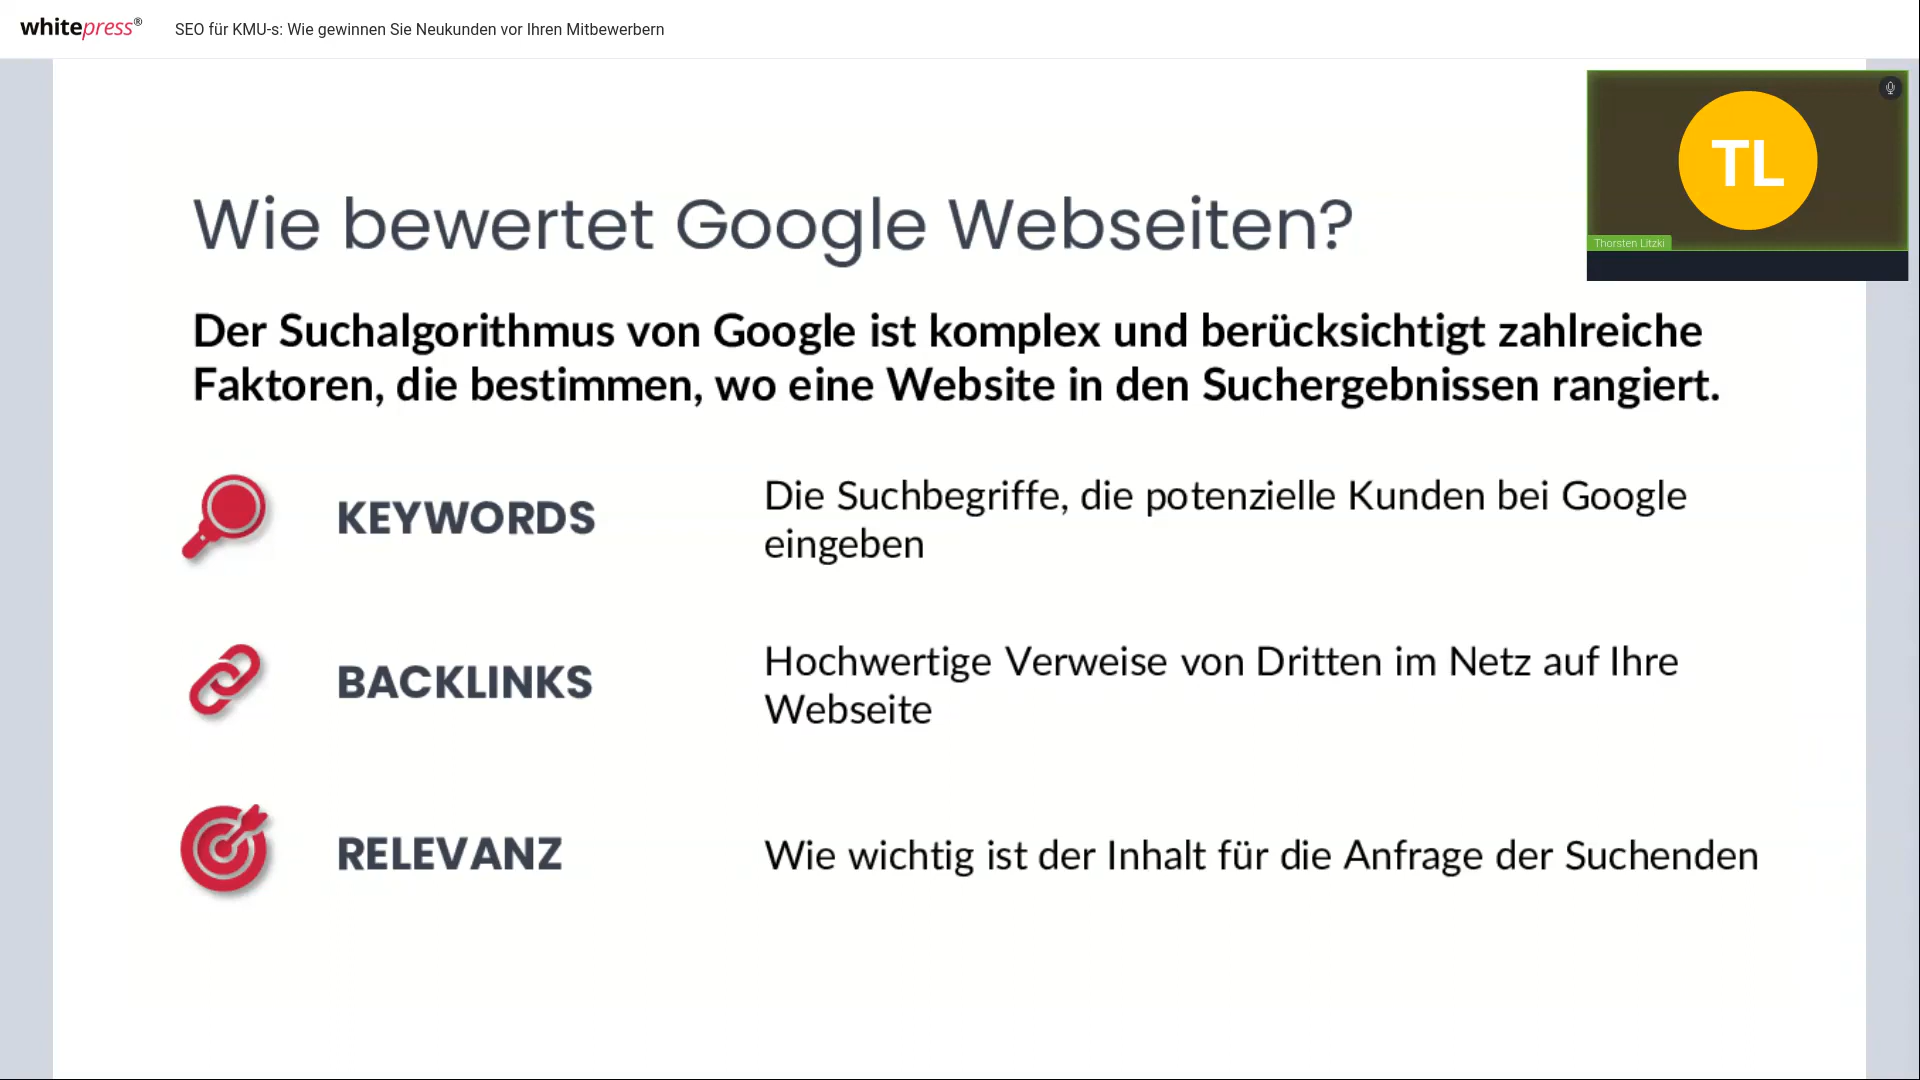 whitepress®
SEO für KMU-s: Wie gewinnen Sie Neukunden vor Ihren Mitbewerbern
TL
Thorsten Litzki
Wie bewertet Google Webseiten?
Der Suchalgorithmus von Google ist komplex und berücksichtigt zahlreiche
Faktoren, die bestimmen, wo eine Website in den Suchergebnissen rangiert.
KEYWORDS
Die Suchbegriffe, die potenzielle Kunden bei Google
eingeben
BACKLINKS
Hochwertige Verweise von Dritten im Netz auf Ihre
Webseite
RELEVANZ
Wie wichtig ist der Inhalt für die Anfrage der Suchenden